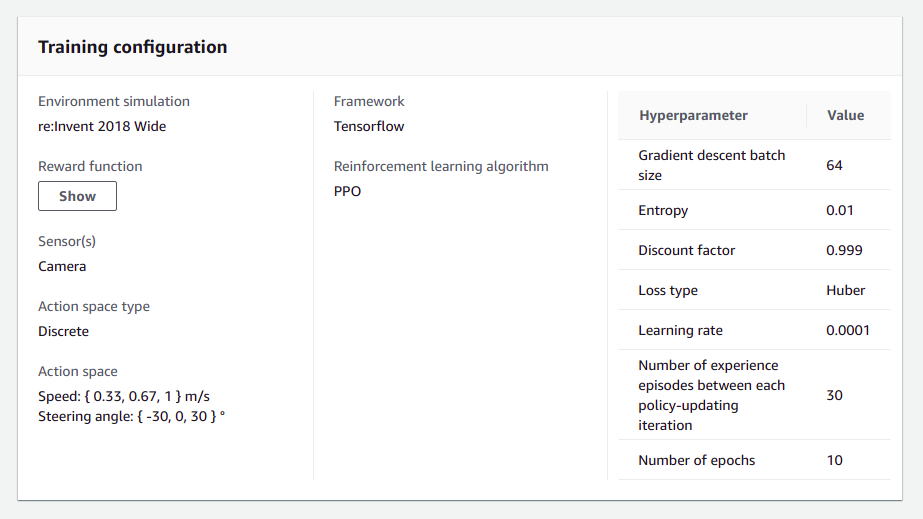 Training configuration
Environment simulation
re:Invent 2018 Wide
Reward function
Show
Sensor(s)
Camera
Action space type
Discrete
Action space
Speed: { 0.33, 0.67, 1 } m/s
Steering angle: { -30, 0, 30 } °
Framework
Tensorflow
Reinforcement learning algorithm
PPO
Hyperparameter Value
Gradient descent batch
size 64
Entropy 0.01
Discount factor 0.999
Loss type Huber
Learning rate 0.0001
Number of experience
episodes between each
policy-updating
iteration 30
Number of epochs 10